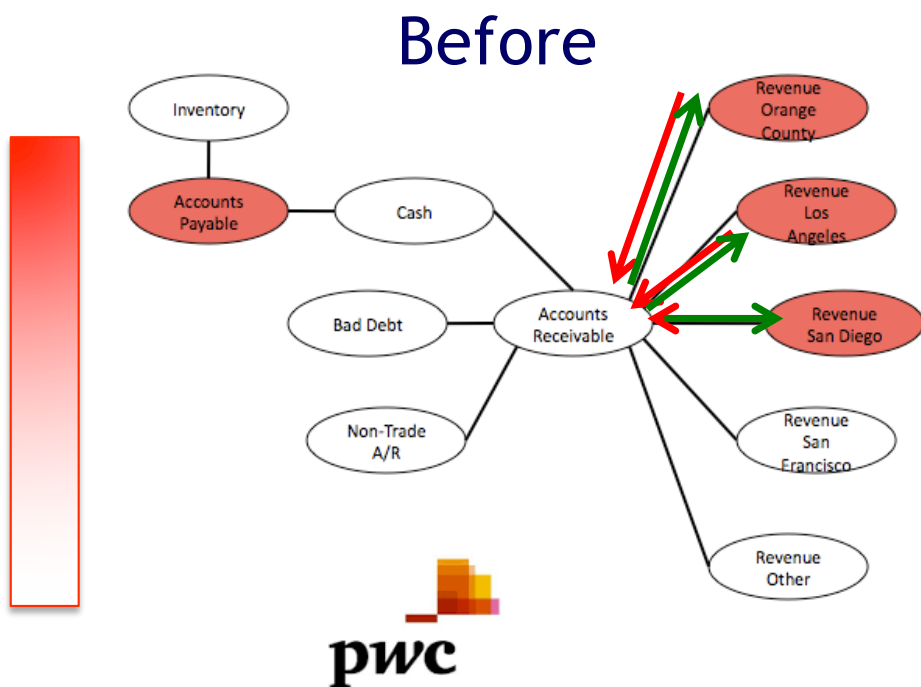 Before
Inventory
Revenue
Orange
County
Accounts
Payable
Cash
Revenue
Los
Angeles
Bad Debt
Accounts
Receivable
Revenue
San Diego
Non-Trade
A/R
Revenue
San
Francisco
Revenue
Other
pwc